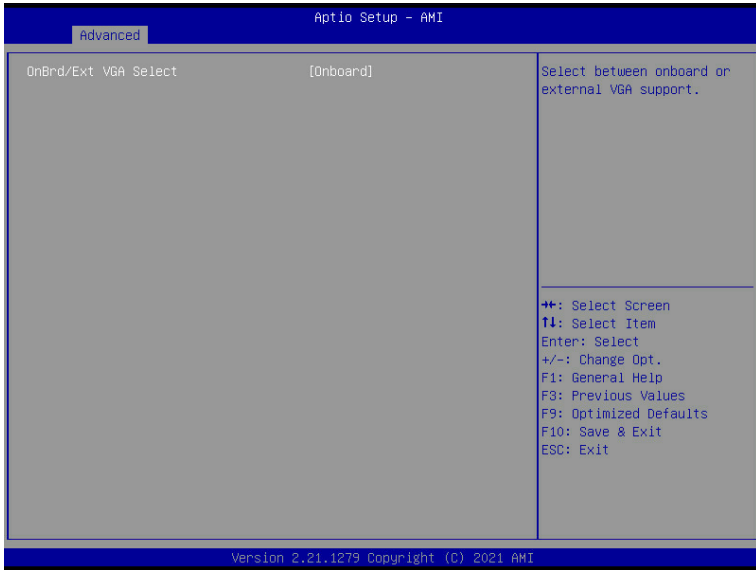 Aptio Setup – AMI
Advanced
OnBrd/Ext VGA Select [Onboard]
Select between onboard or
external VGA support.
→←: Select Screen
↑↓: Select Item
Enter: Select
+/-: Change Opt.
F1: General Help
F3: Previous Values
F9: Optimized Defaults
F10: Save & Exit
ESC: Exit
Version 2.21.1279 Copyright (C) 2021 AMI